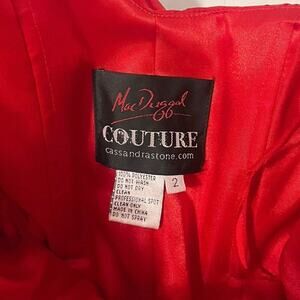 Mac Duggal
COUTURE
cassandrastone.com
100% POLYESTER
DO NOT WASH
DO NOT DRY
CLEAN
PROFESSIONAL SPOT
CLEAN ONLY
MADE IN CHINA
DO NOT SPRAY
2